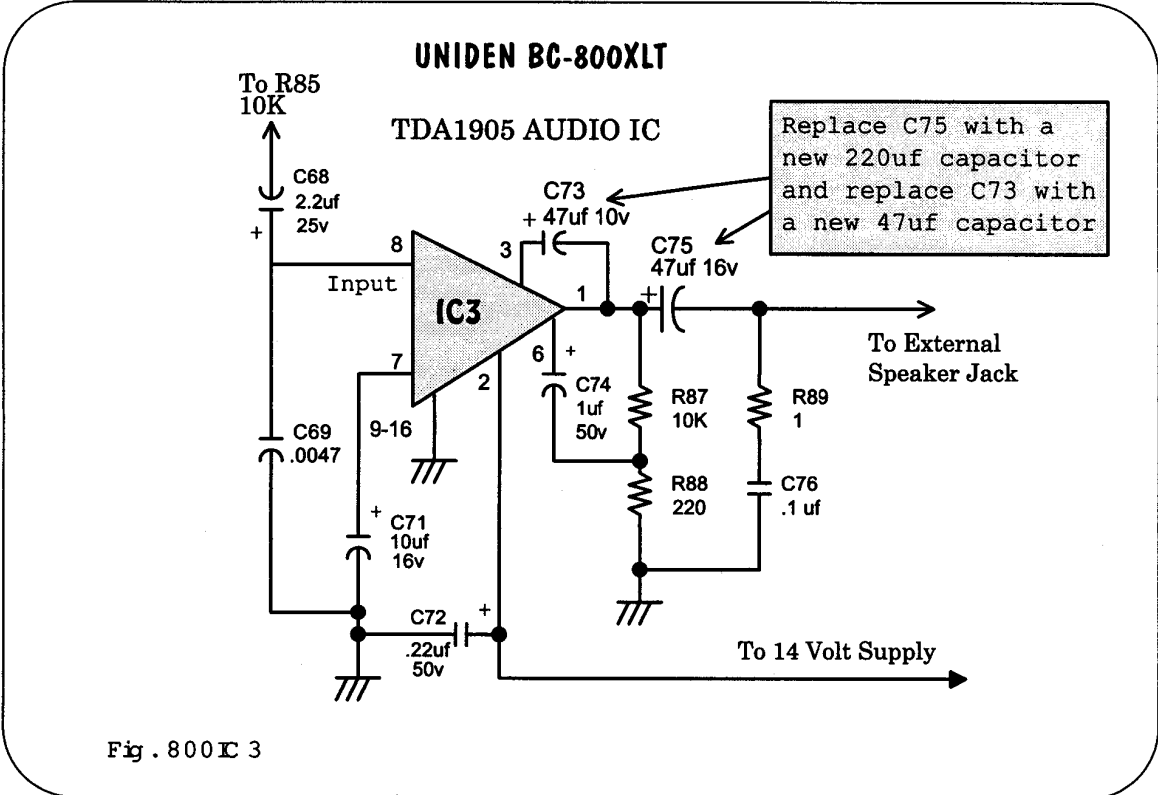 UNIDEN BC-800XLT
To R85
10K
TDA1905 AUDIO IC
Replace C75 with a
new 220uf capacitor
and replace C73 with
a new 47uf capacitor
C68
2.2uf
25v
+
C73
+ 47uf 10v
C75
47uf 16v
+
8
Input
3
1
IC3
7
2
6
+
C74
1uf
50v
9-16
To External
Speaker Jack
R87
10K
R89
1
C69
.0047
R88
220
C76
.1 uf
+
C71
10uf
16v
C72
+
.22uf
50v
To 14 Volt Supply
Fig.800IC 3